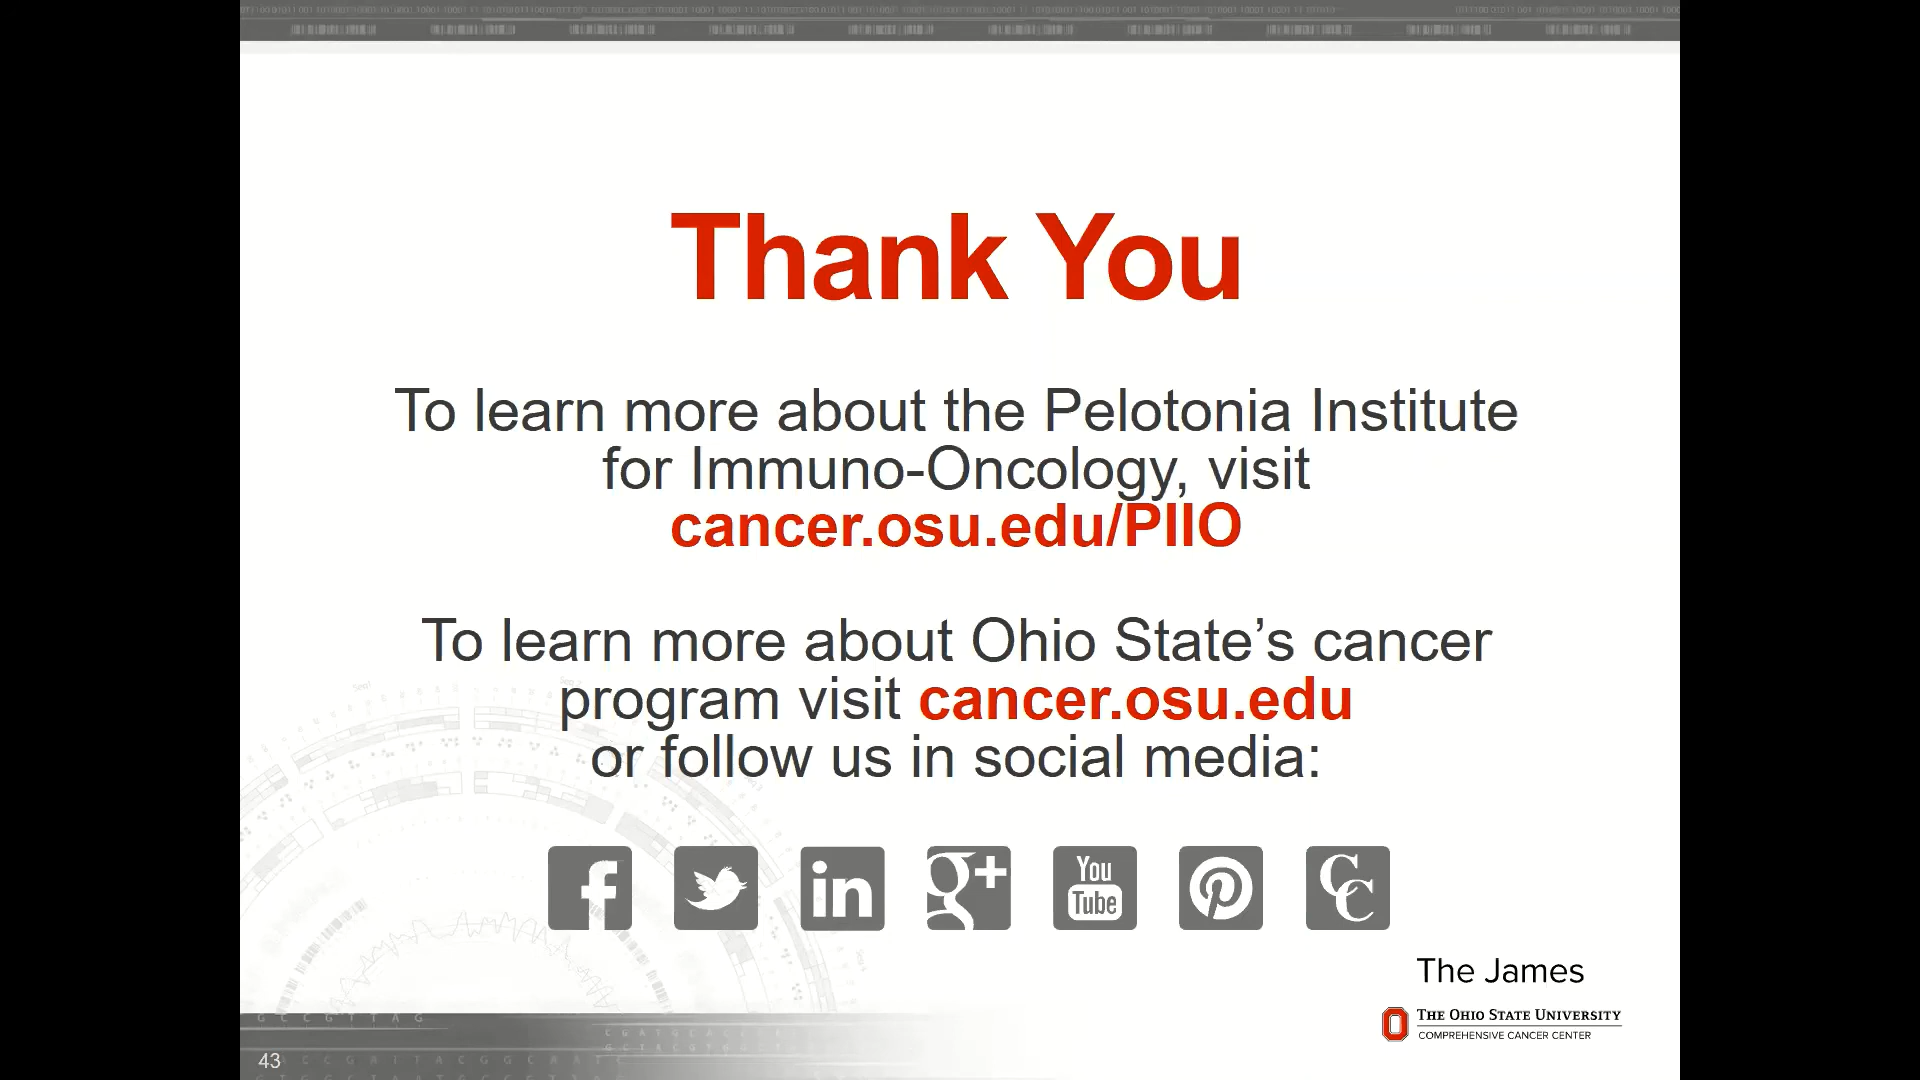 Thank You
To learn more about the Pelotonia Institute
for Immuno-Oncology, visit
cancer.osu.edu/PIIO
To learn more about Ohio State’s cancer
program visit cancer.osu.edu
or follow us in social media:
f in g+ You Tube p CC
The James
THE OHIO STATE UNIVERSITY
COMPREHENSIVE CANCER CENTER
43